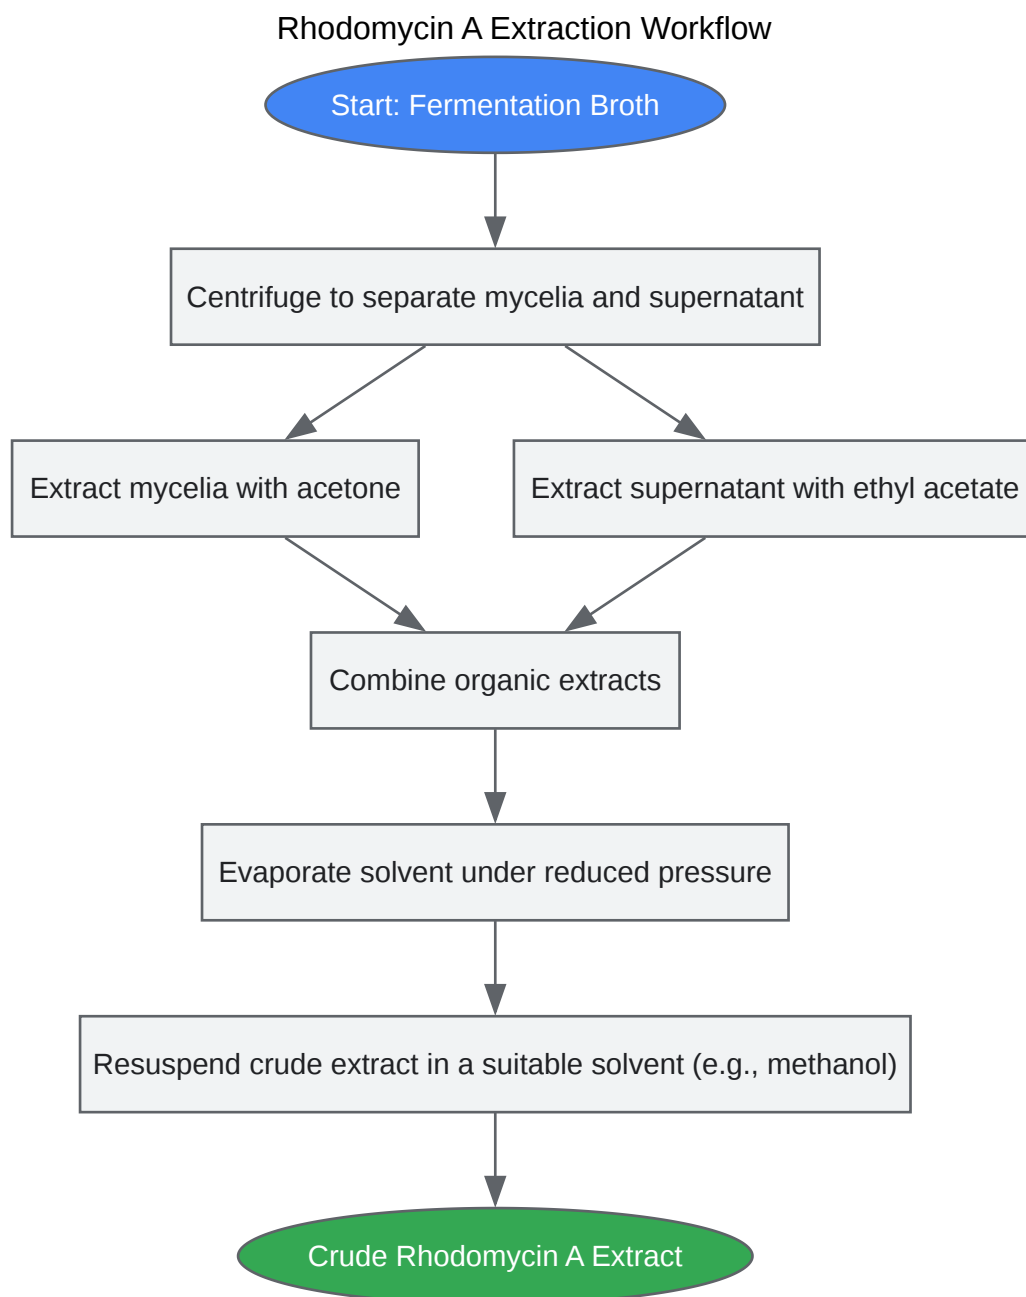 Rhodomycin A Extraction Workflow
Start: Fermentation Broth
Centrifuge to separate mycelia and supernatant
Extract mycelia with acetone
Extract supernatant with ethyl acetate
Combine organic extracts
Evaporate solvent under reduced pressure
Resuspend crude extract in a suitable solvent (e.g., methanol)
Crude Rhodomycin A Extract